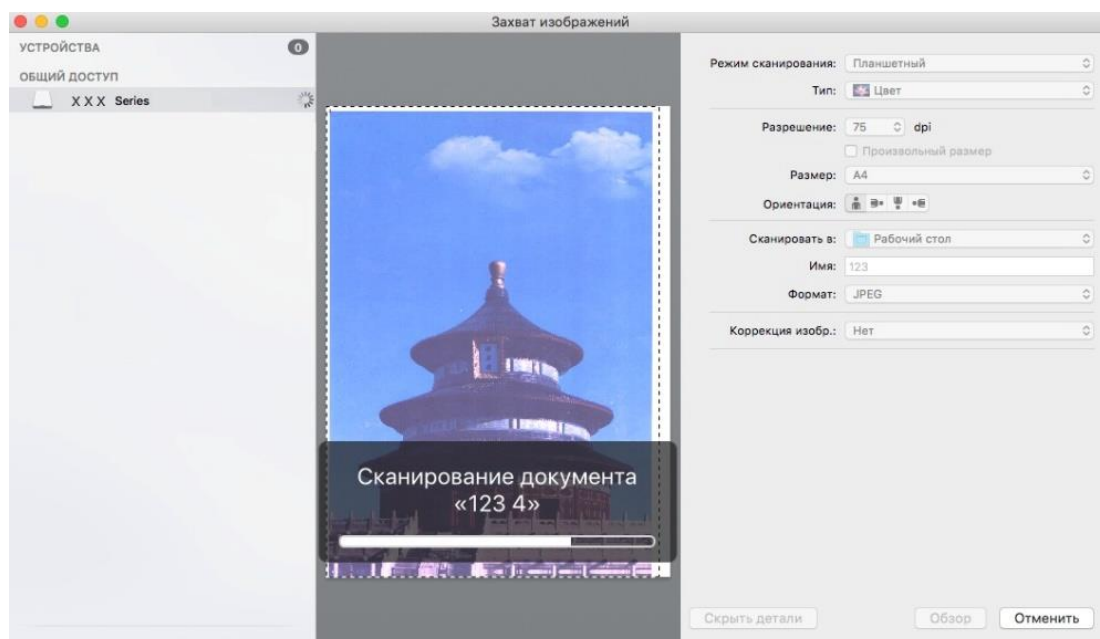 Захват изображений
УСТРОЙСТВА 0
ОБЩИЙ ДОСТУП
X X X Series
Режим сканирования: Планшетный
Тип: Цвет
Разрешение: 75 dpi
Произвольный размер
Размер: A4
Ориентация:
Сканировать в: Рабочий стол
Имя: 123
Формат: JPEG
Коррекция изобр.: Нет
Сканирование документа
«123 4»
Скрыть детали Обзор Отменить